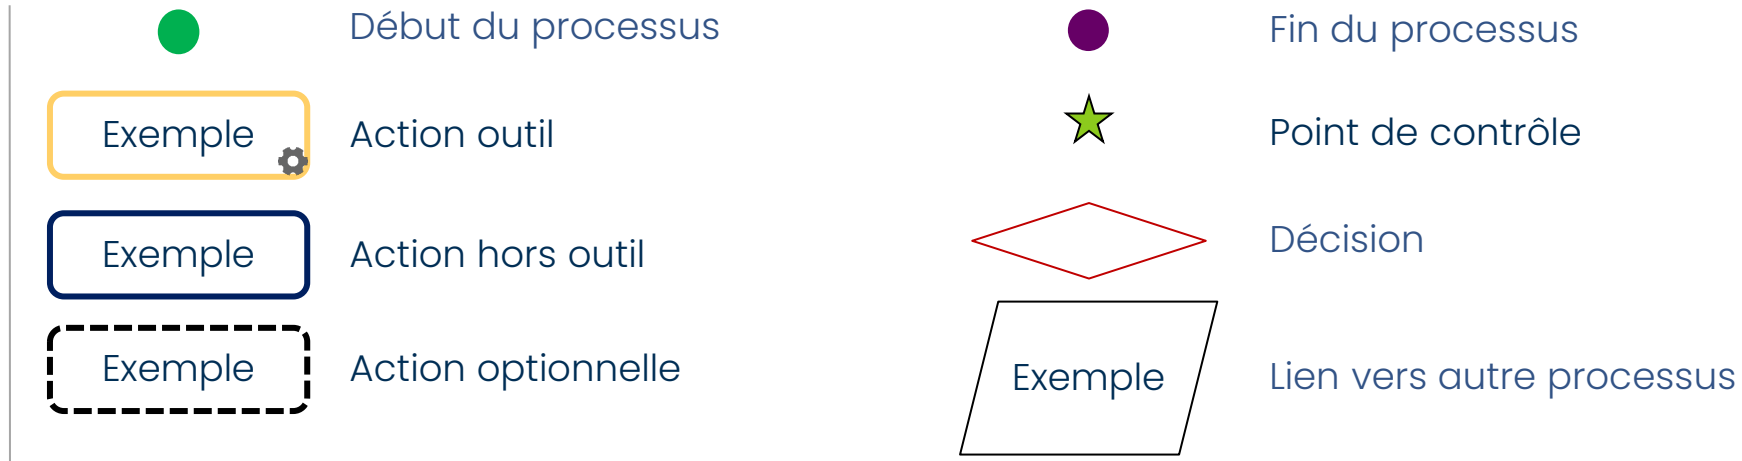 Début du processus
Exemple
Action outil
Exemple
Action hors outil
Exemple
Action optionnelle
Fin du processus
Point de contrôle
Décision
Exemple
Lien vers autre processus